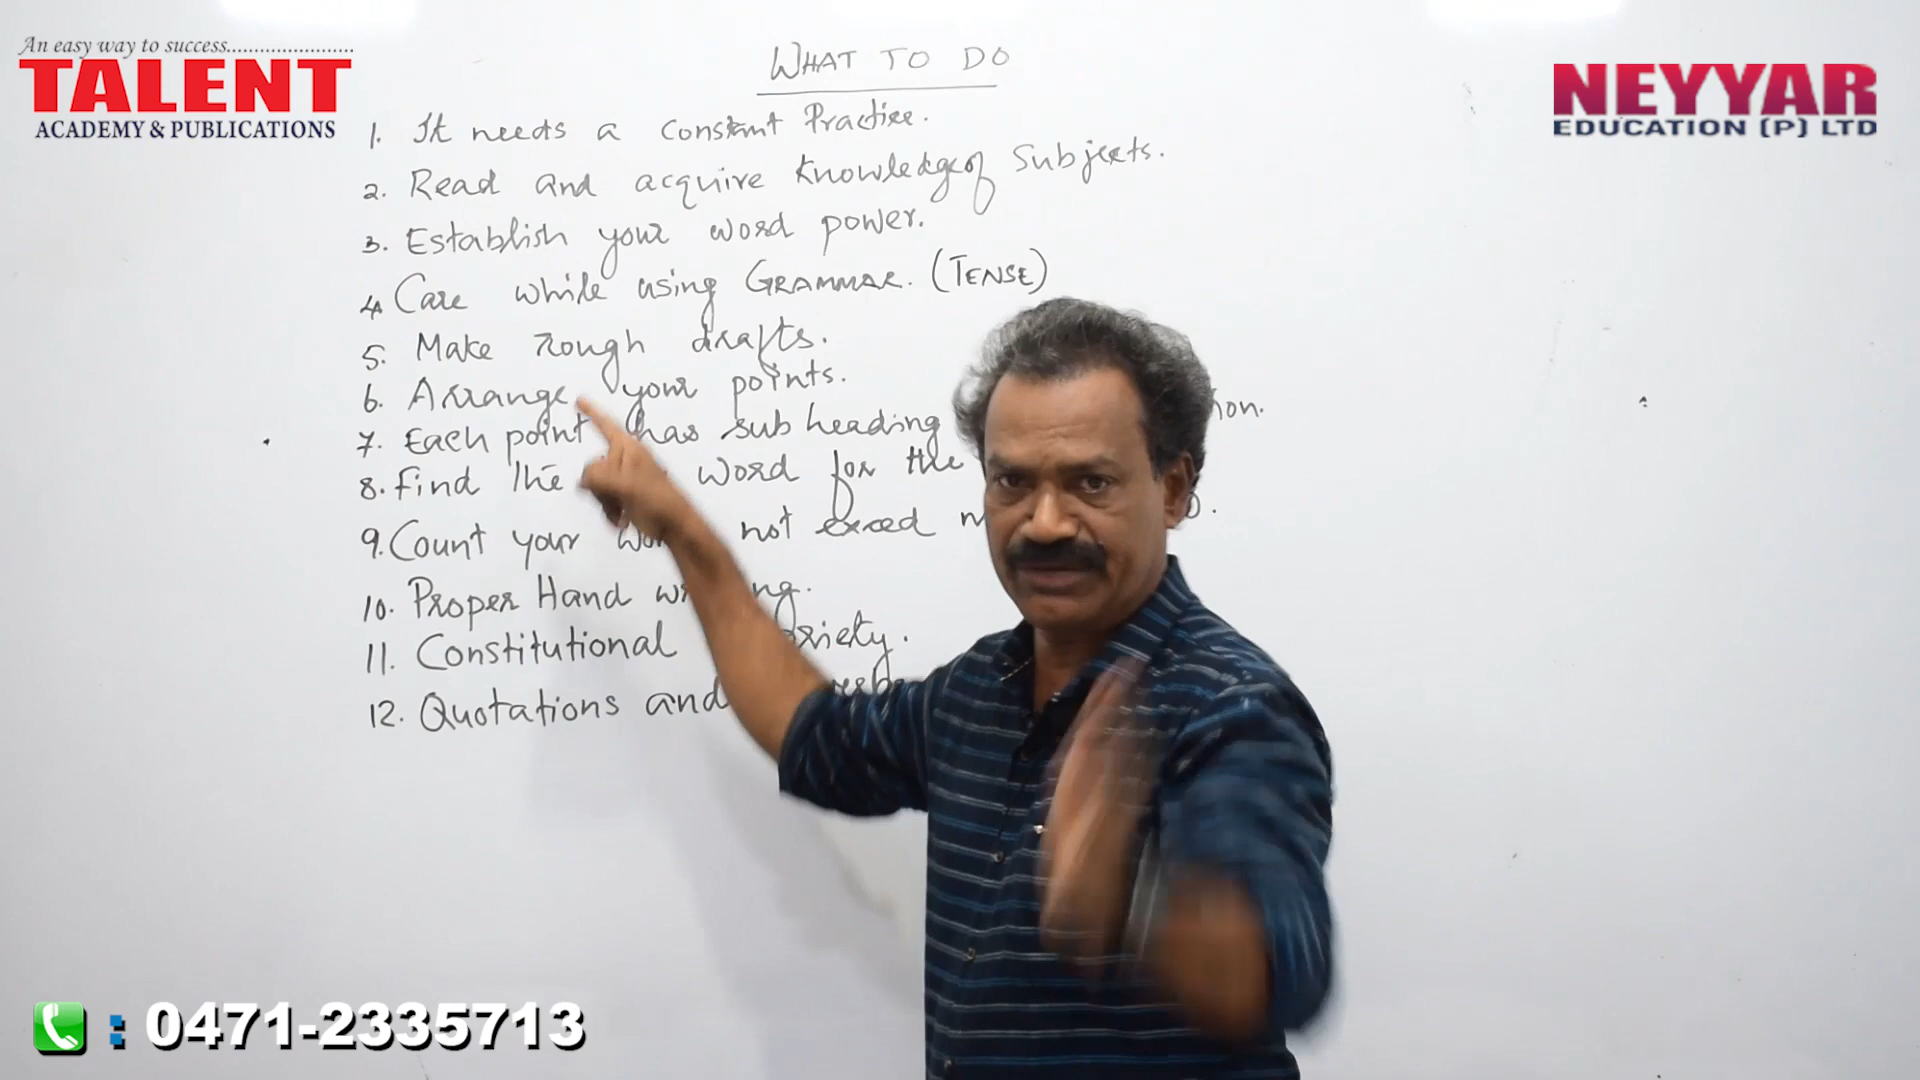 An easy way to success.......................
TALENT
ACADEMY & PUBLICATIONS
NEYYAR
EDUCATION (P) LTD
WHAT TO DO
1. It needs a constant Practice.
2. Read and acquire knowledge of subjects.
3. Establish your word power.
4. Care while using GRAMMAR. (TENSE)
5. Make rough drafts.
6. Arrange your points.
7. Each point has sub heading
8. Find the word for the
9. Count your not exceed
10. Proper Hand
11. Constitutional
12. Quotations and
: 0471-2335713